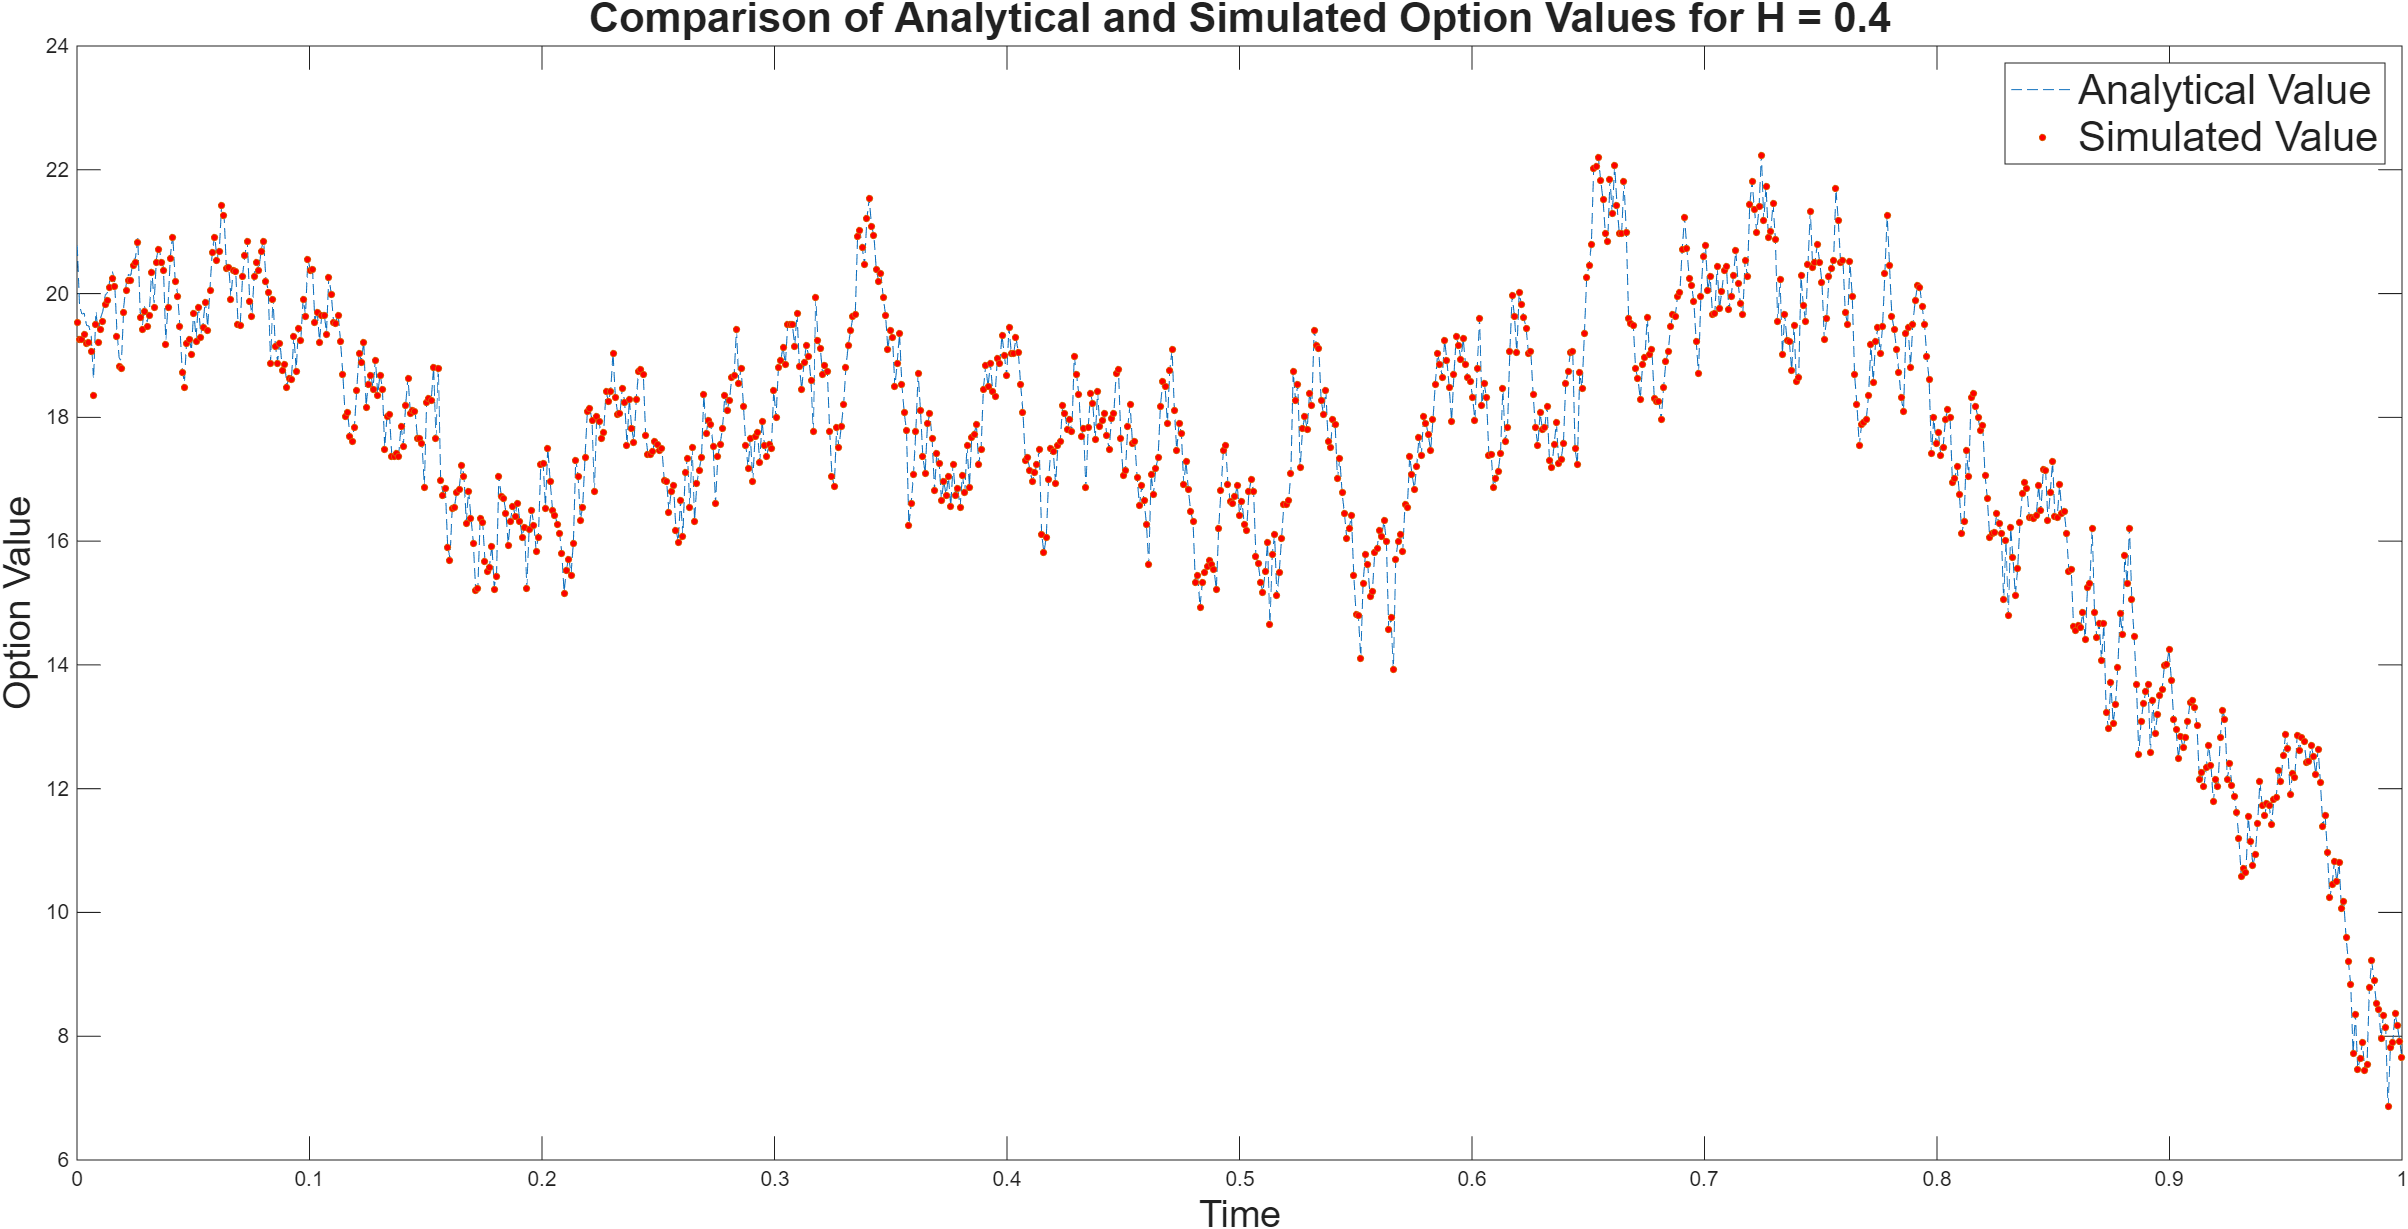 Comparison of Analytical and Simulated Option Values for H = 0.4
24
22
20
18
16
14
12
10
8
6
Option Value
Analytical Value
Simulated Value
0 0.1 0.2 0.3 0.4 0.5 0.6 0.7 0.8 0.9 1
Time